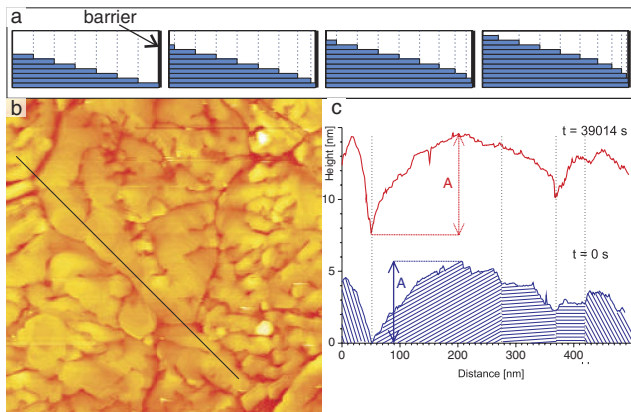 a
barrier
b
c
t = 39014 s
Height [nm]
10
5
0
A
t = 0 s
A
0
100
200
300
400
Distance [nm]